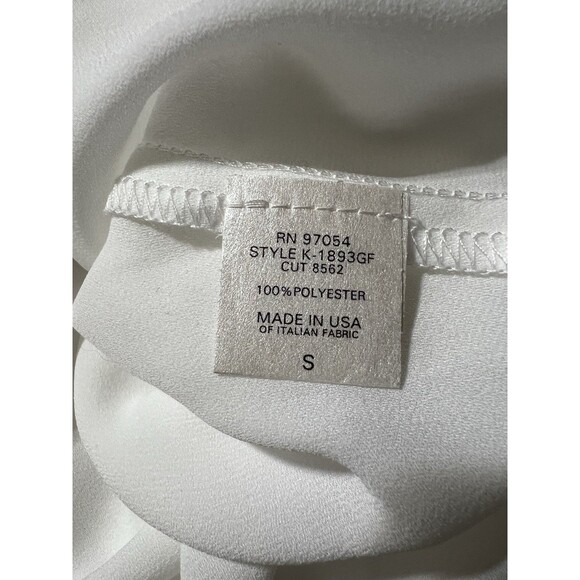 RN 97054
STYLE K-1893GF
CUT 8562
100%POLYESTER
MADE IN USA
OF ITALIAN FABRIC
S